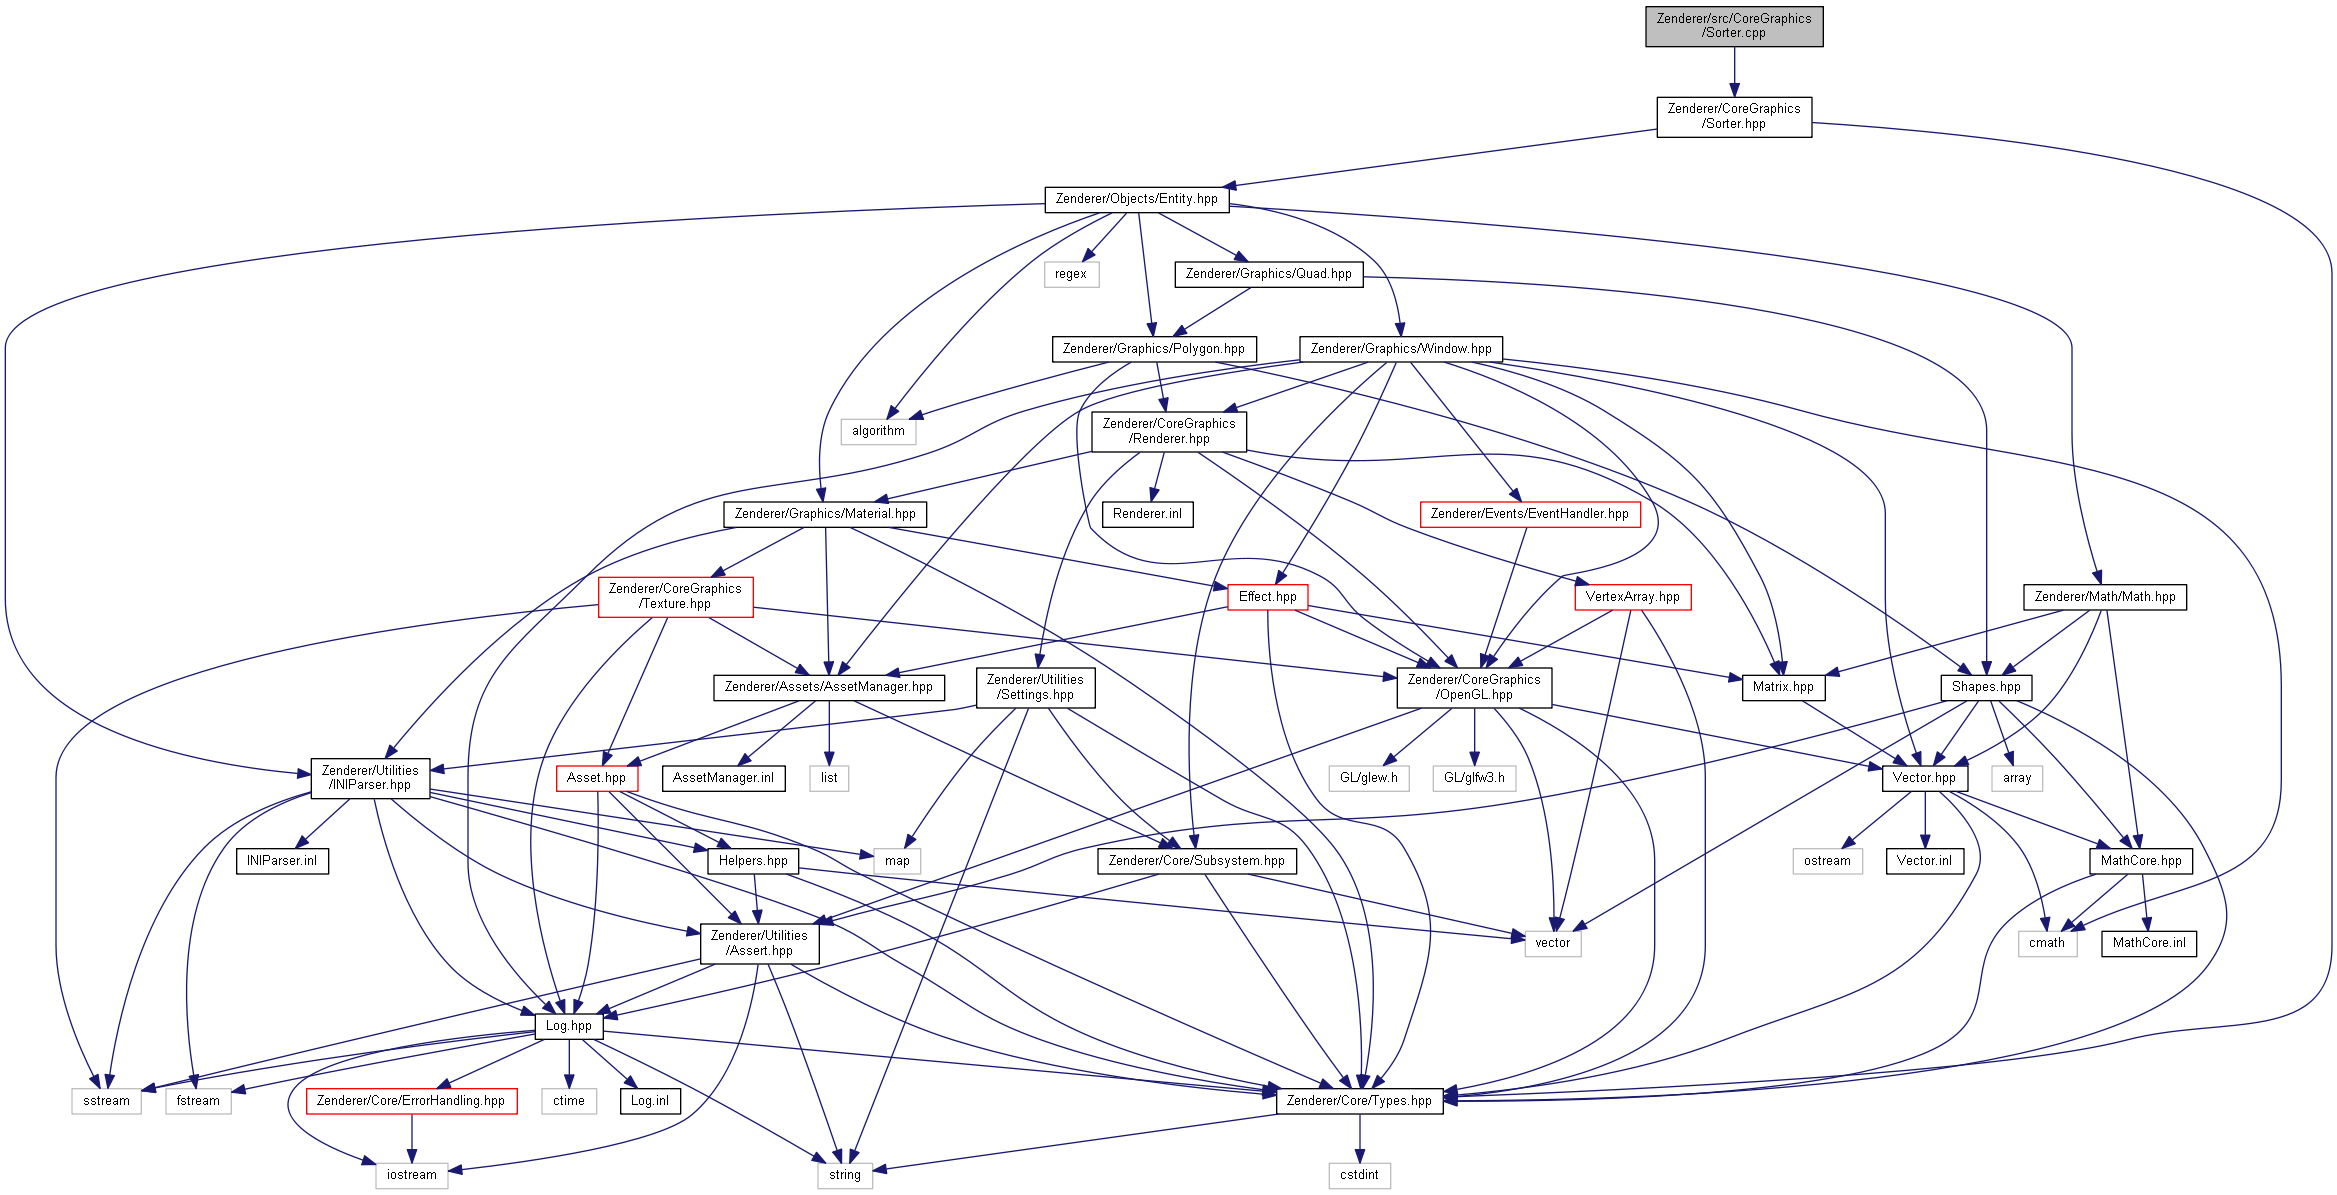 Zenderer/src/CoreGraphics
/Sorter.cpp
Zenderer/CoreGraphics
/Sorter.hpp
Zenderer/Objects/Entity.hpp
regex
Zenderer/Graphics/Quad.hpp
Zenderer/Graphics/Polygon.hpp
Zenderer/Graphics/Window.hpp
algorithm
Zenderer/CoreGraphics
/Renderer.hpp
Zenderer/Graphics/Material.hpp
Renderer.inl
Zenderer/Events/EventHandler.hpp
Zenderer/CoreGraphics
/Texture.hpp
Effect.hpp
VertexArray.hpp
Zenderer/Math/Math.hpp
Zenderer/Assets/AssetManager.hpp
Zenderer/Utilities
/Settings.hpp
Zenderer/CoreGraphics
/OpenGL.hpp
Matrix.hpp
Shapes.hpp
Zenderer/Utilities
/INIParser.hpp
Asset.hpp
AssetManager.inl
list
GL/glew.h
GL/glfw3.h
Vector.hpp
array
INIParser.inl
Helpers.hpp
map
Zenderer/Core/Subsystem.hpp
ostream
Vector.inl
MathCore.hpp
Zenderer/Utilities
/Assert.hpp
vector
cmath
MathCore.inl
Log.hpp
sstream
fstream
Zenderer/Core/ErrorHandling.hpp
ctime
Log.inl
Zenderer/Core/Types.hpp
iostream
string
cstdint